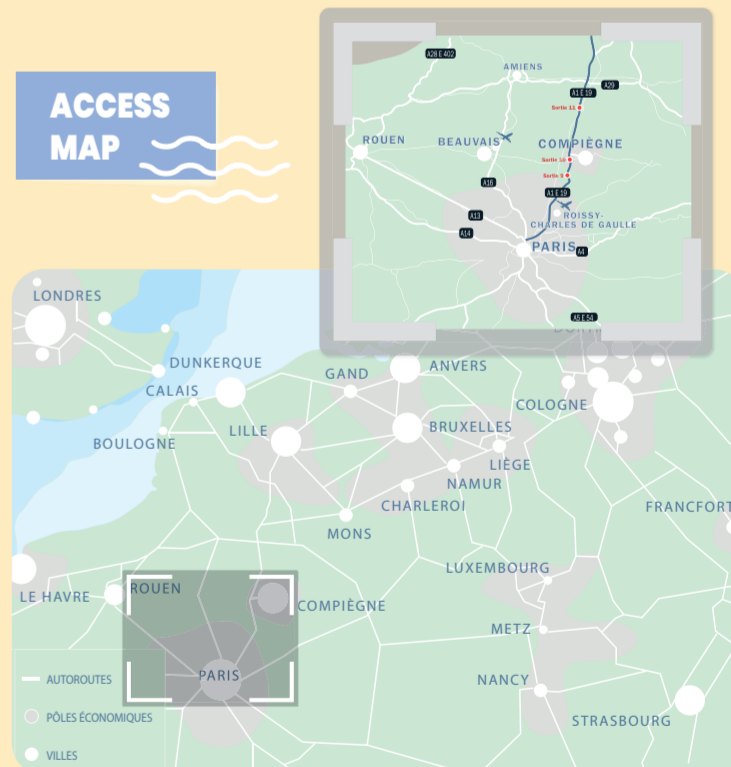 ACCESS
MAP
A28 E 402
AMIENS
A29
A1 E 19
Sortie 11
ROUEN
BEAUVAIS
COMPIÈGNE
Sortie 10
Sortie 9
A16
A1 E 19
A13
ROISSY-
CHARLES DE GAULLE
A14
PARIS
A4
A5 E 54
LONDRES
DUNKERQUE
CALAIS
GAND
ANVERS
COLOGNE
BOULOGNE
LILLE
BRUXELLES
LIÈGE
NAMUR
CHARLEROI
FRANCFORT
MONS
LUXEMBOURG
LE HAVRE
ROUEN
COMPIÈGNE
METZ
PARIS
NANCY
STRASBOURG
AUTOROUTES
PÔLES ÉCONOMIQUES
VILLES